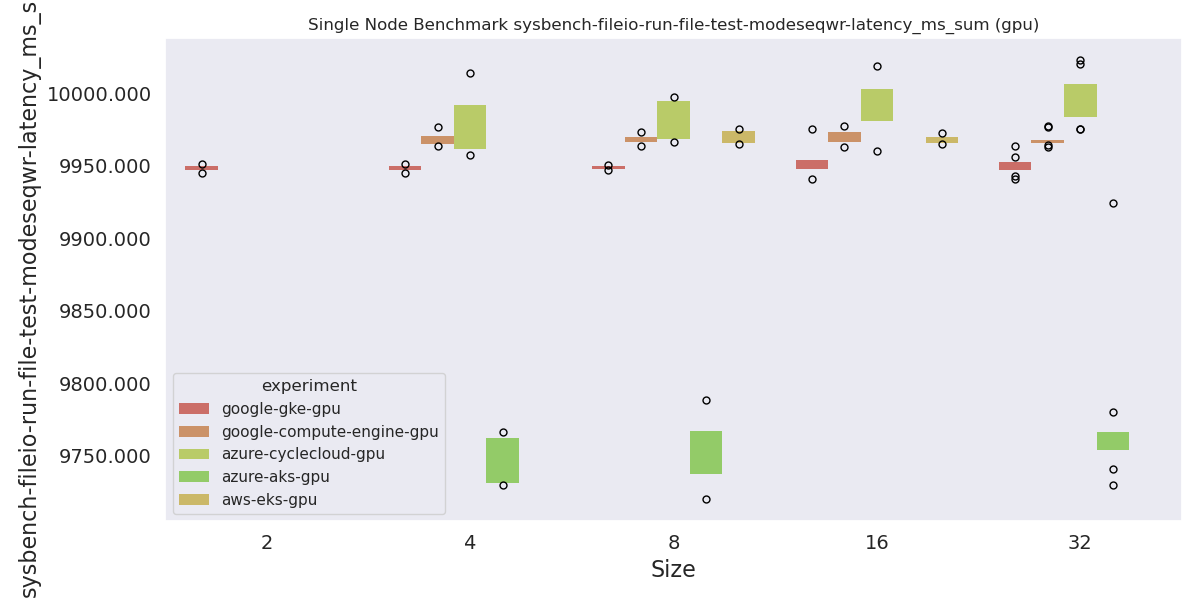 Single Node Benchmark sysbench-fileio-run-file-test-modeseqwr-latency_ms_sum (gpu)
sysbench-fileio-run-file-test-modeseqwr-latency_ms_s
10000.000
9950.000
9900.000
9850.000
9800.000
9750.000
experiment
google-gke-gpu
google-compute-engine-gpu
azure-cyclecloud-gpu
azure-aks-gpu
aws-eks-gpu
2 4 8 16 32
Size